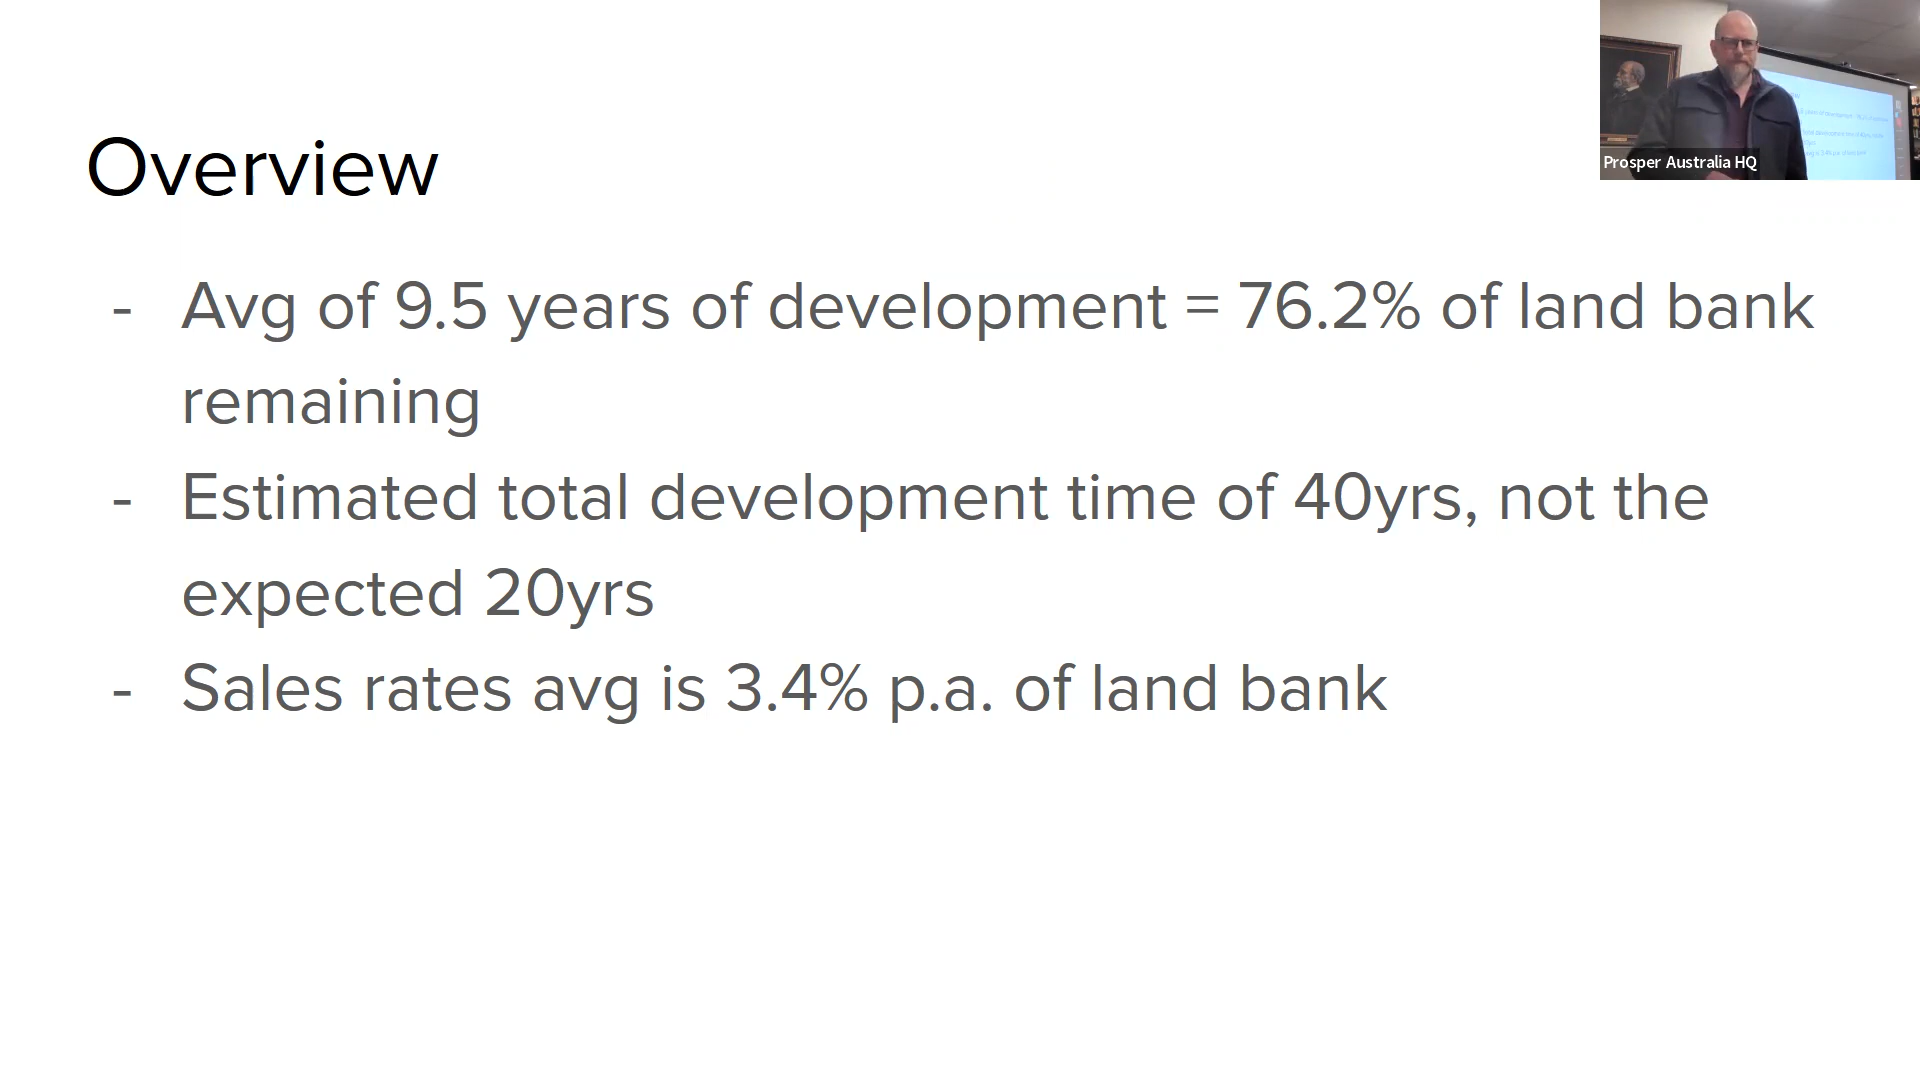 Overview
- Avg of 9.5 years of development = 76.2% of land bank
remaining
- Estimated total development time of 40yrs, not the
expected 20yrs
- Sales rates avg is 3.4% p.a. of land bank
Prosper Australia HQ